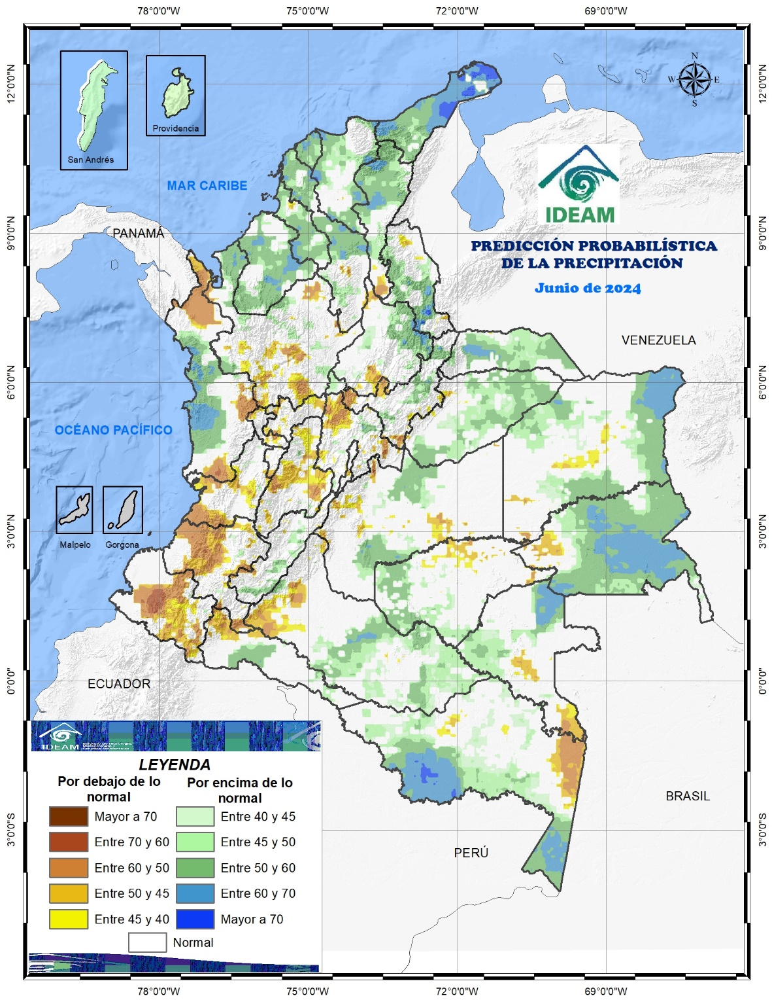 78°0'0"W 75°0'0"W 72°0'0"W 69°0'0"W
12°0'0"N
12°0'0"N
San Andrés
Providencia
N
W E
S
MAR CARIBE
IDEAM
9°0'0"N
9°0'0"N
PANAMÁ
PREDICCIÓN PROBABILÍSTICA
DE LA PRECIPITACIÓN
Junio de 2024
VENEZUELA
6°0'0"N
6°0'0"N
OCÉANO PACÍFICO
3°0'0"N
3°0'0"N
Malpelo
Gorgona
0°0'0"
0°0'0"
ECUADOR
IDEAM
Instituto de Hidrología,
Meteorología y
Estudios Ambientales
LEYENDA
Por debajo de lo
normal
Por encima de lo
normal
Mayor a 70
Entre 40 y 45
Entre 70 y 60
Entre 45 y 50
Entre 60 y 50
Entre 50 y 60
Entre 50 y 45
Entre 60 y 70
Entre 45 y 40
Mayor a 70
Normal
BRASIL
PERÚ
3°0'0"S
3°0'0"S
78°0'0"W 75°0'0"W 72°0'0"W 69°0'0"W